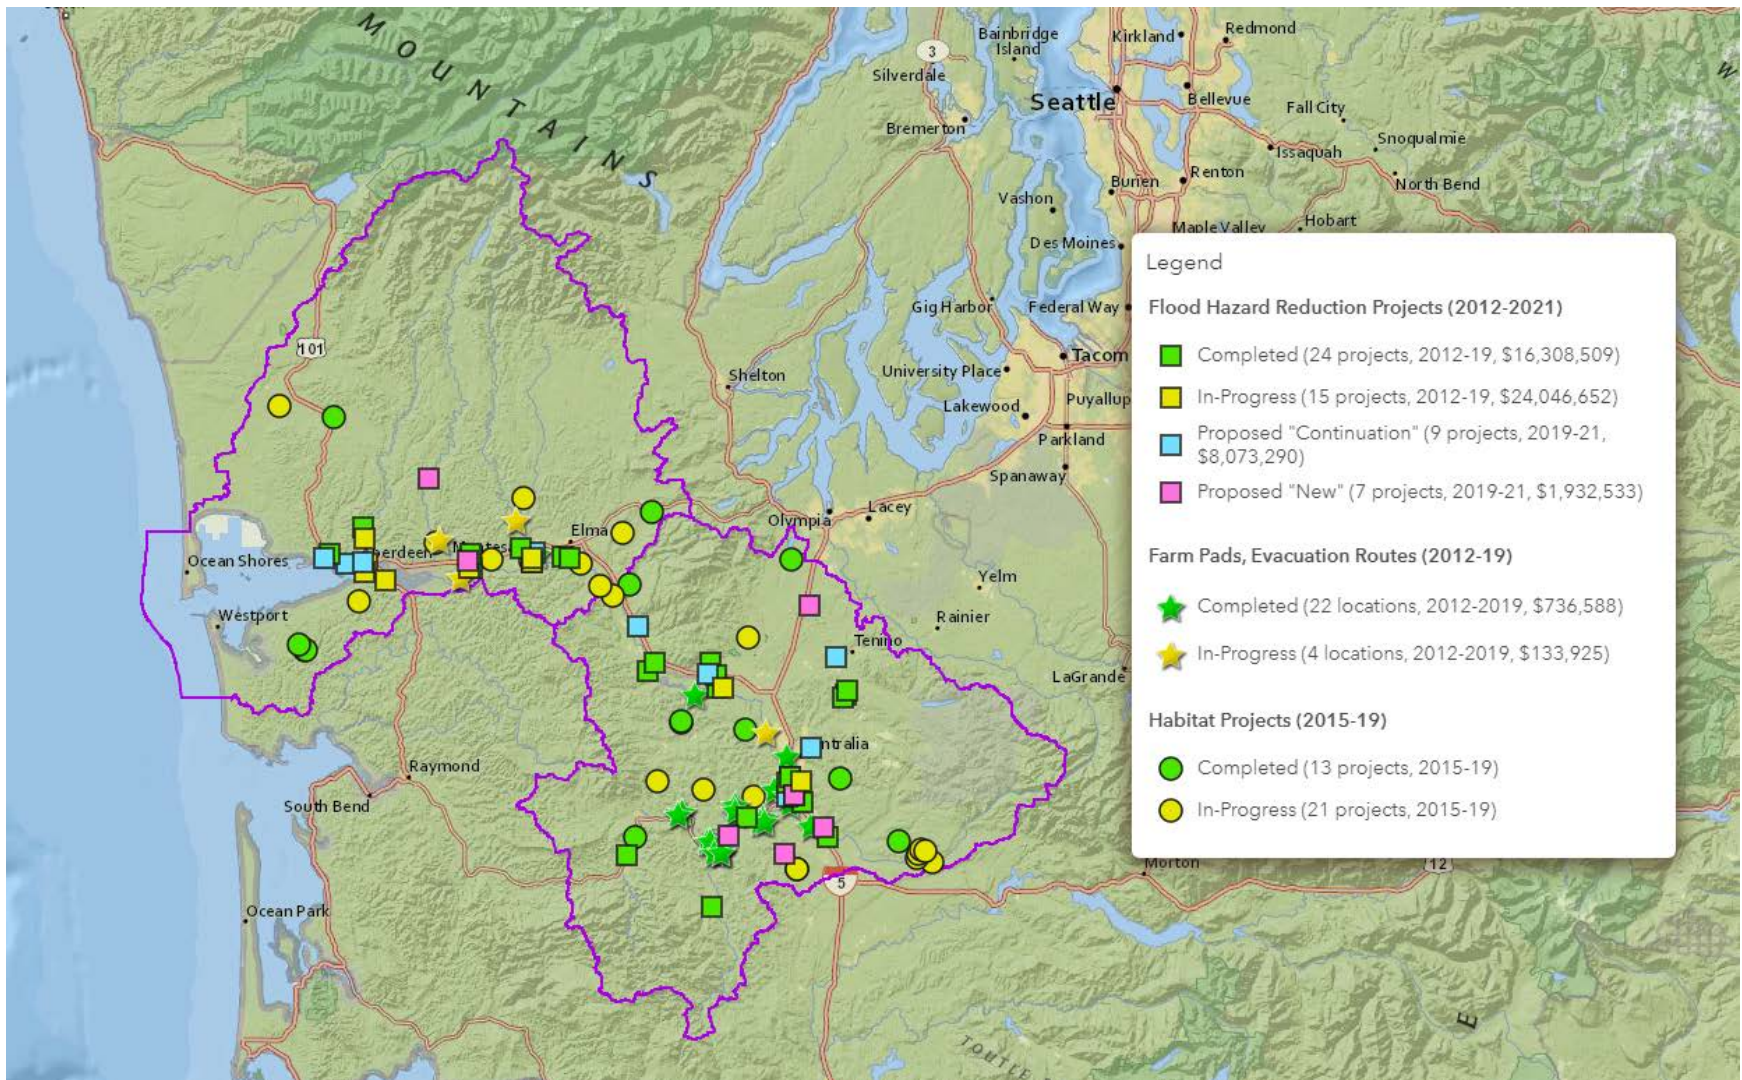 MOUNTAINS
3
Bainbridge
Island
Kirkland
Redmond
Silverdale
Seattle
Bellevue
Fall City
Bremerton
Snoqualmie
Issaquah
Burien
Renton
North Bend
Vashon
Maple Valley
Hobart
Des Moines
Gig Harbor
Federal Way
101
Shelton
University Place
Tacom
Lakewood
Puyallup
Parkland
Spanaway
Olympia
Lacey
Elma
berdeen
Montes
Ocean Shores
Yelm
Westport
Rainier
Tenino
LaGrande
ntralia
Raymond
South Bend
Morton
12
5
Ocean Park
TOUTLE
E
W
Legend
Flood Hazard Reduction Projects (2012-2021)
Completed (24 projects, 2012-19, $16,308,509)
In-Progress (15 projects, 2012-19, $24,046,652)
Proposed "Continuation" (9 projects, 2019-21,
$8,073,290)
Proposed "New" (7 projects, 2019-21, $1,932,533)
Farm Pads, Evacuation Routes (2012-19)
Completed (22 locations, 2012-2019, $736,588)
In-Progress (4 locations, 2012-2019, $133,925)
Habitat Projects (2015-19)
Completed (13 projects, 2015-19)
In-Progress (21 projects, 2015-19)